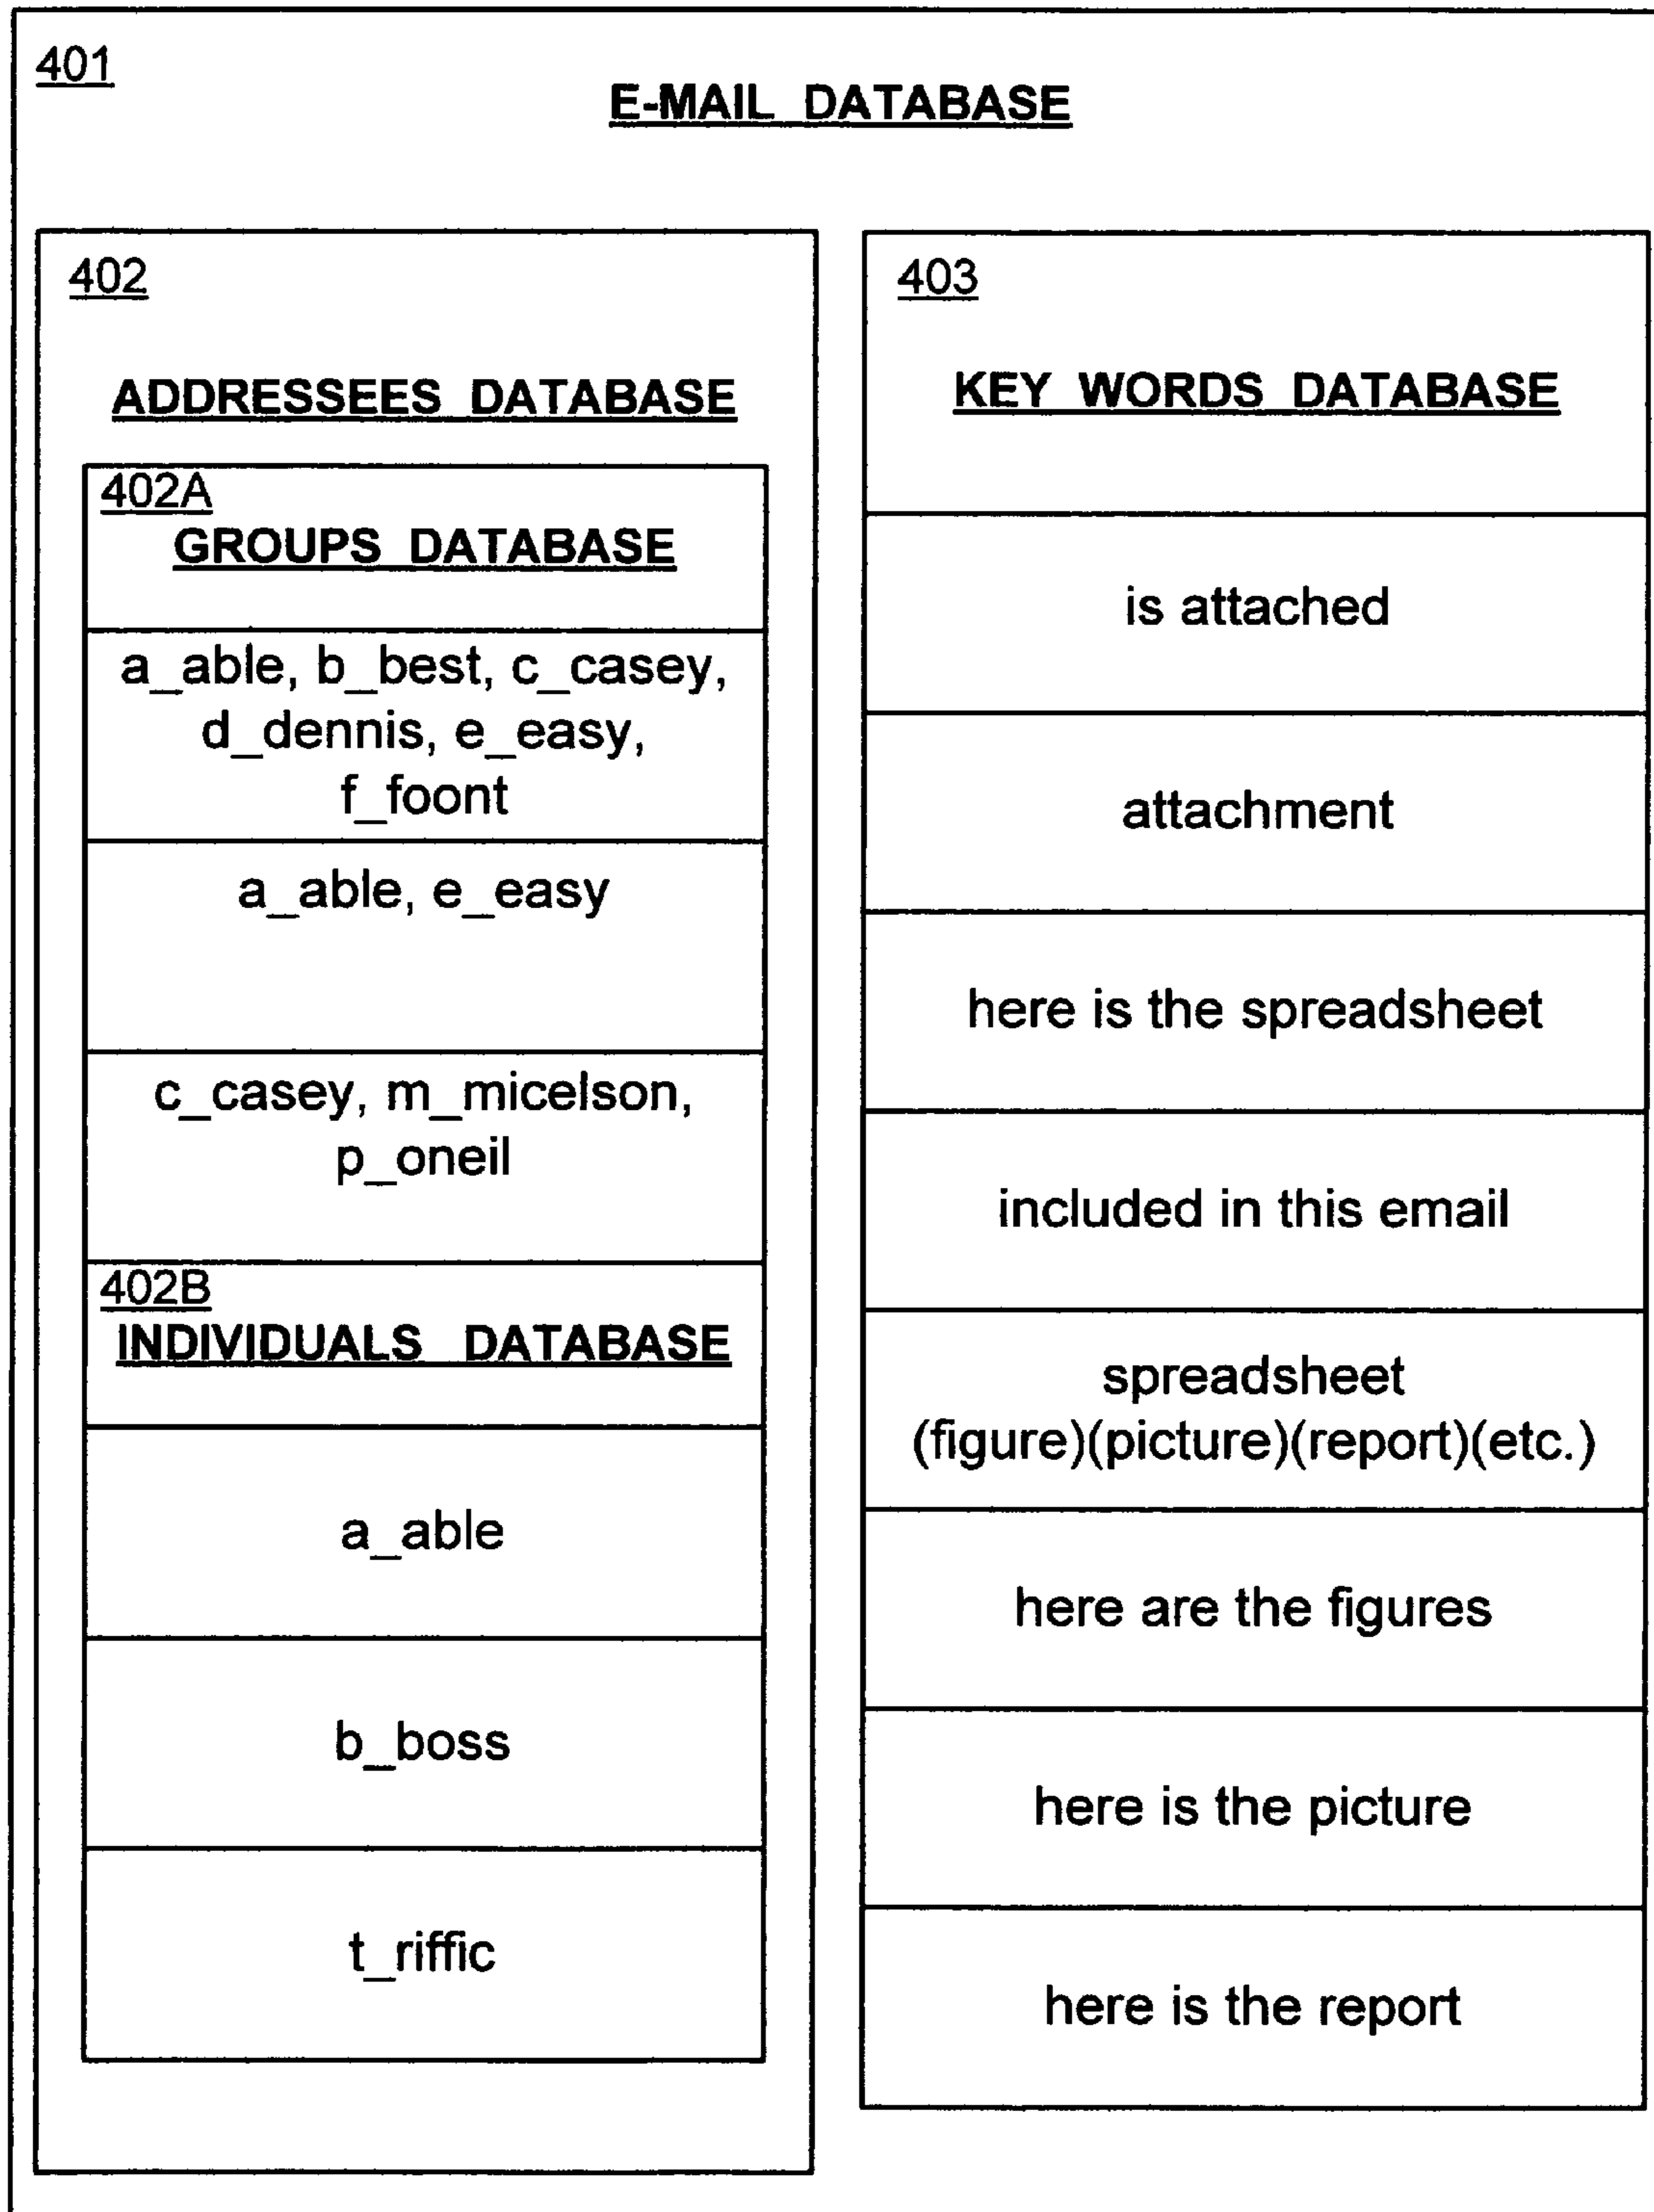 401
E-MAIL DATABASE
402
ADDRESSEES DATABASE
402A
GROUPS DATABASE
a_able, b_best, c_casey,
d_dennis, e_easy,
f_foont
a_able, e_easy
c_casey, m_micelson,
p_oneil
402B
INDIVIDUALS DATABASE
a_able
b_boss
t_riffic
403
KEY WORDS DATABASE
is attached
attachment
here is the spreadsheet
included in this email
spreadsheet
(figure)(picture)(report)(etc.)
here are the figures
here is the picture
here is the report